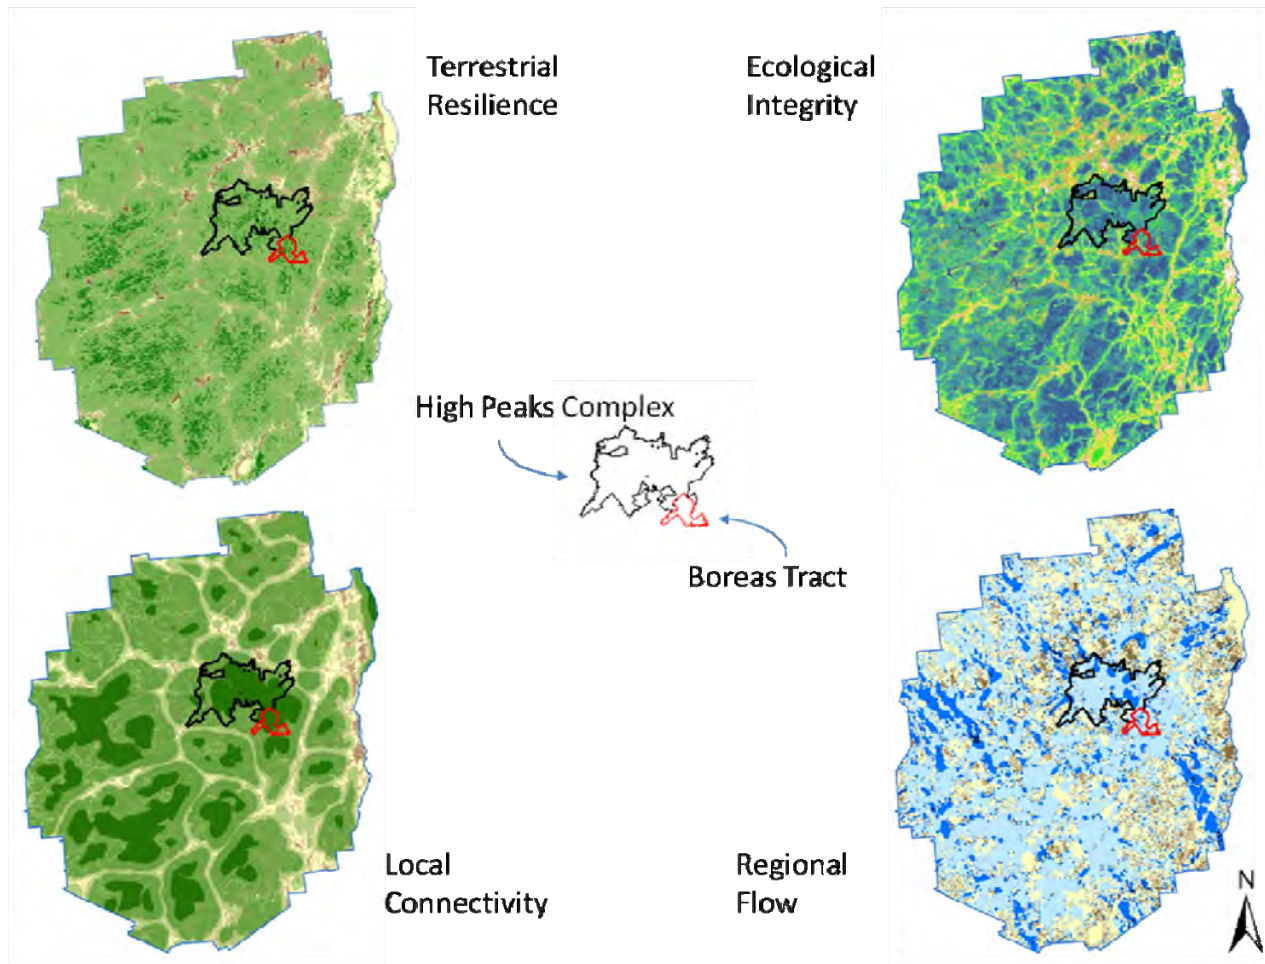 Terrestrial
Resilience
Ecological
Integrity
High Peaks Complex
Boreas Tract
Local
Connectivity
Regional
Flow
N